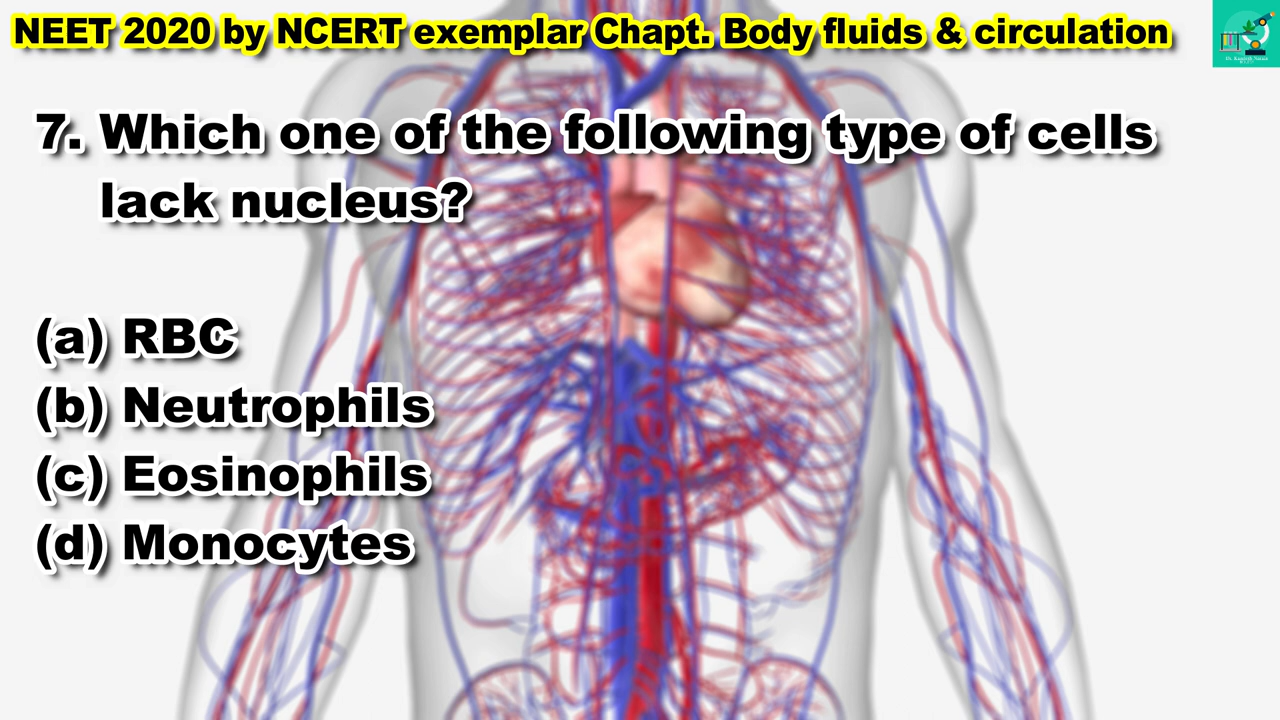 NEET 2020 by NCERT exemplar Chapt. Body fluids & circulation
7. Which one of the following type of cells
lack nucleus?
(a) RBC
(b) Neutrophils
(c) Eosinophils
(d) Monocytes